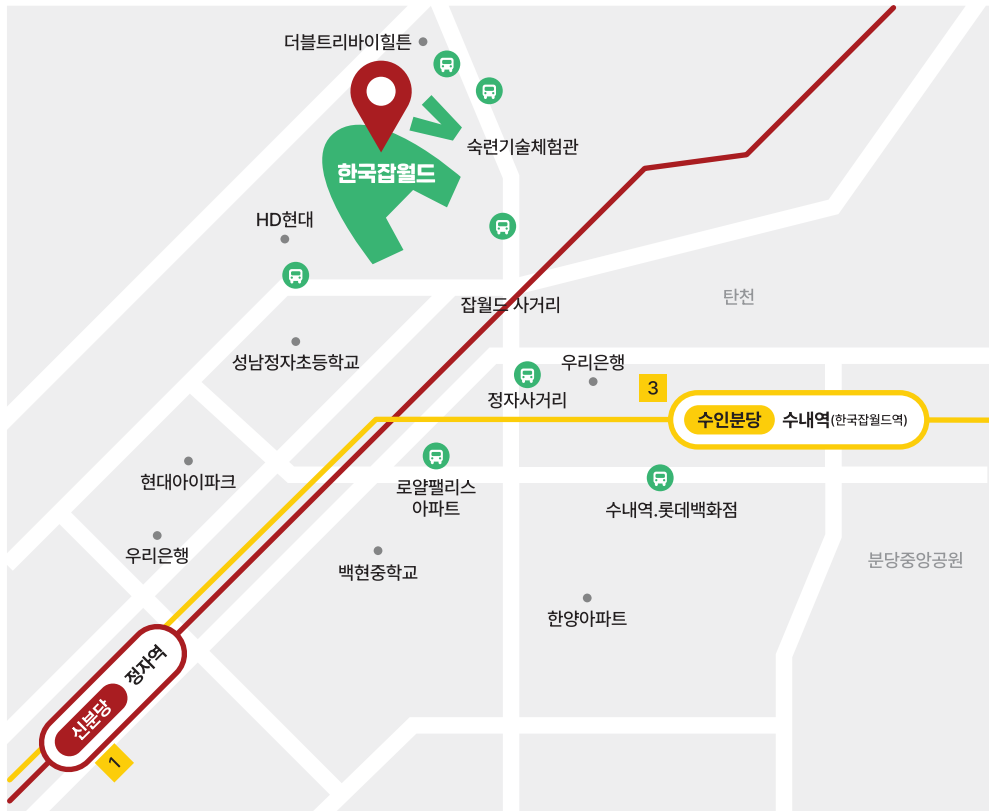 더블트리바이힐튼
숙련기술체험관
한국잡월드
HD현대
탄천
잡월드 사거리
성남정자초등학교
우리은행
3
정자사거리
수인분당 수내역(한국잡월드역)
현대아이파크
로얄팰리스
아파트
수내역.롯데백화점
우리은행
백현중학교
분당중앙공원
한양아파트
신분당 정자역
1